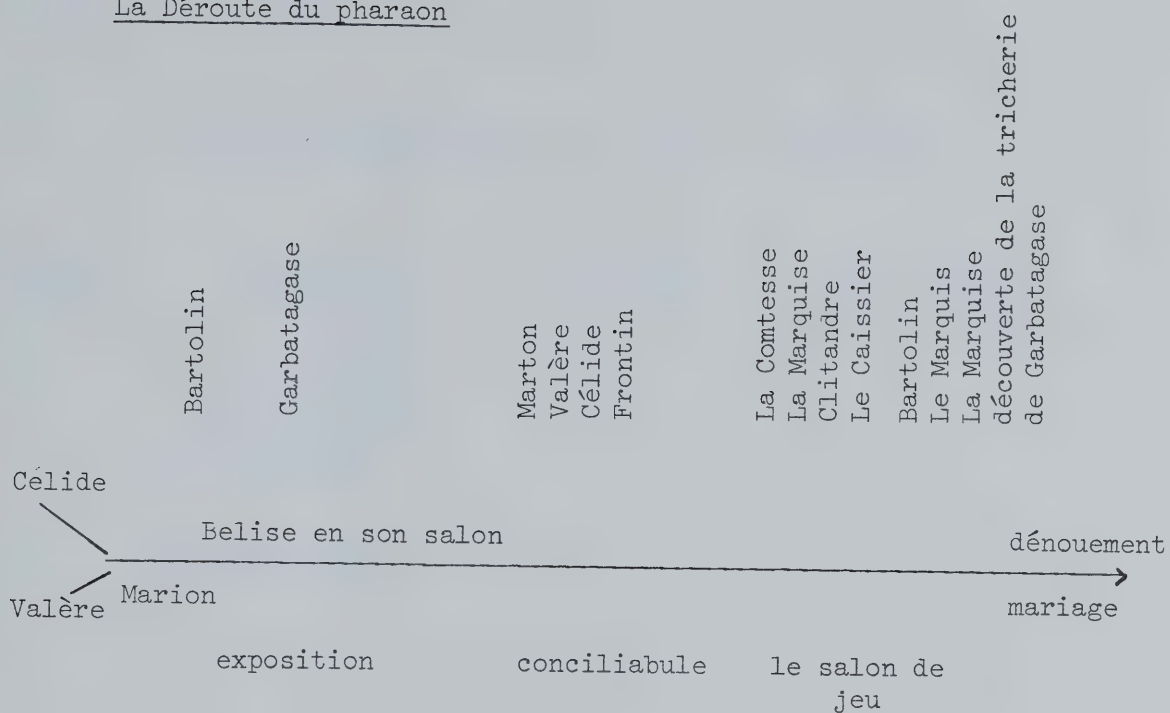 La Déroute du pharaon
Bartolin
Garbatagase
Marton
Valère
Célide
Frontin
La Comtesse
La Marquise
Clitandre
Le Caissier
Bartolin
Le Marquis
La Marquise
découverte de la tricherie
de Garbatagase
Célide
Belise en son salon
dénouement
Valère
Marion
mariage
exposition
conciliabule
le salon de
jeu